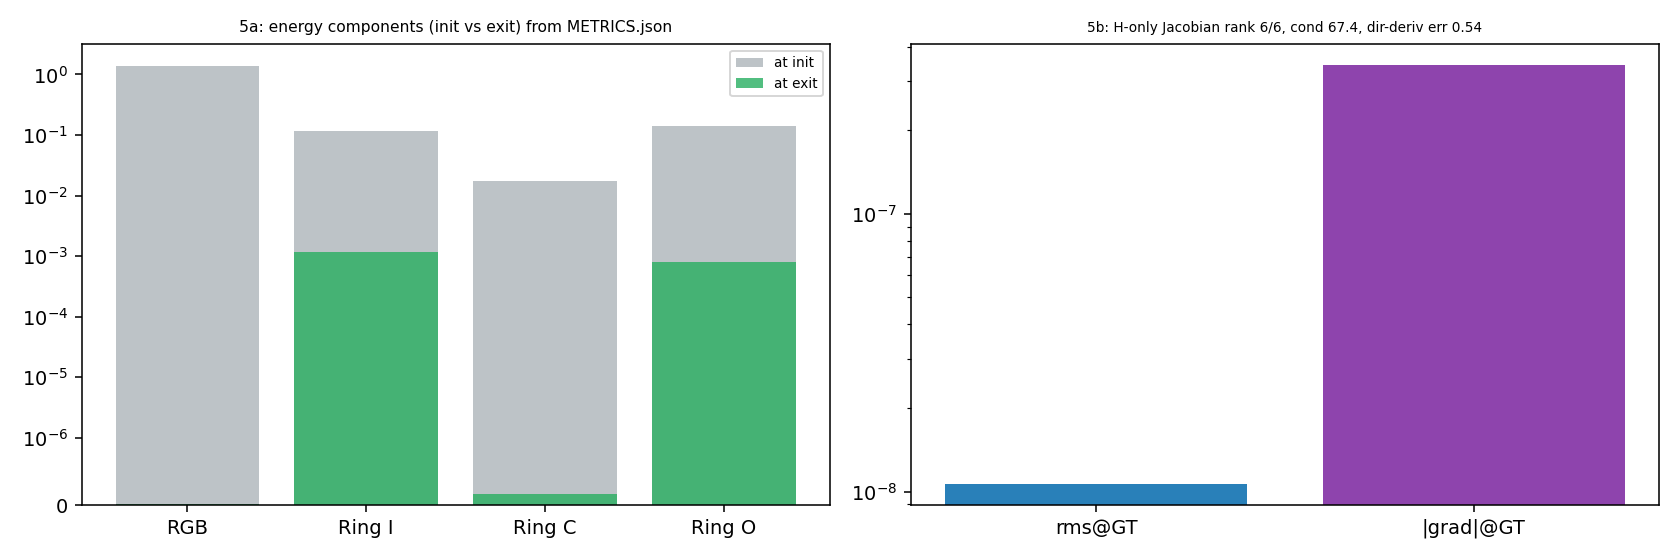 5a: energy components (init vs exit) from METRICS.json
at init
at exit
10⁰
10⁻¹
10⁻²
10⁻³
10⁻⁴
10⁻⁵
10⁻⁶
0
RGB
Ring I
Ring C
Ring O
5b: H-only Jacobian rank 6/6, cond 67.4, dir-deriv err 0.54
10⁻⁷
10⁻⁸
rms@GT
|grad|@GT